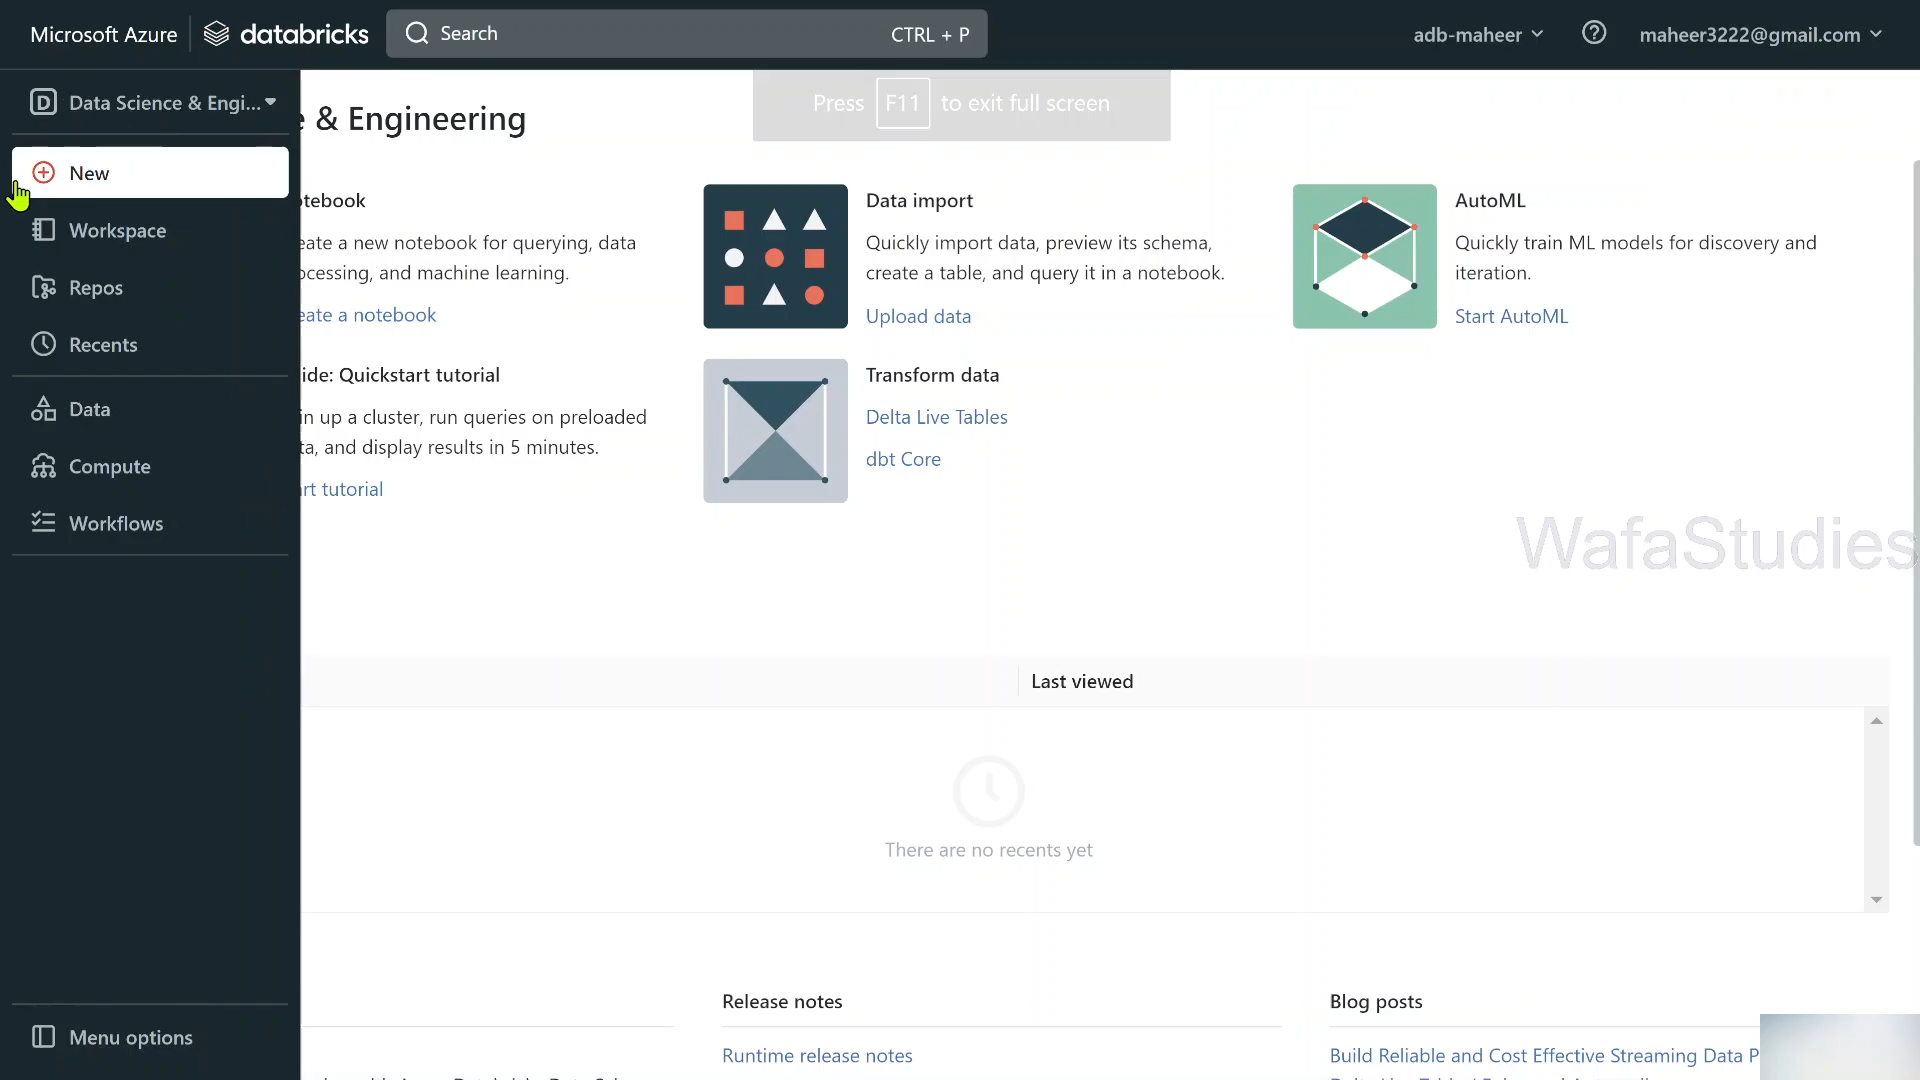 Microsoft Azure
databricks
Search
CTRL + P
adb-maheer
maheer3222@gmail.com
Data Science & Engi...
New
Workspace
Repos
Recents
Data
Compute
Workflows
Menu options
e & Engineering
Press F11 to exit full screen
otebook
eate a new notebook for querying, data
ocessing, and machine learning.
eate a notebook
Data import
Quickly import data, preview its schema,
create a table, and query it in a notebook.
Upload data
AutoML
Quickly train ML models for discovery and
iteration.
Start AutoML
ide: Quickstart tutorial
in up a cluster, run queries on preloaded
ta, and display results in 5 minutes.
rt tutorial
Transform data
Delta Live Tables
dbt Core
WafaStudies
Last viewed
There are no recents yet
Release notes
Runtime release notes
Blog posts
Build Reliable and Cost Effective Streaming Data P